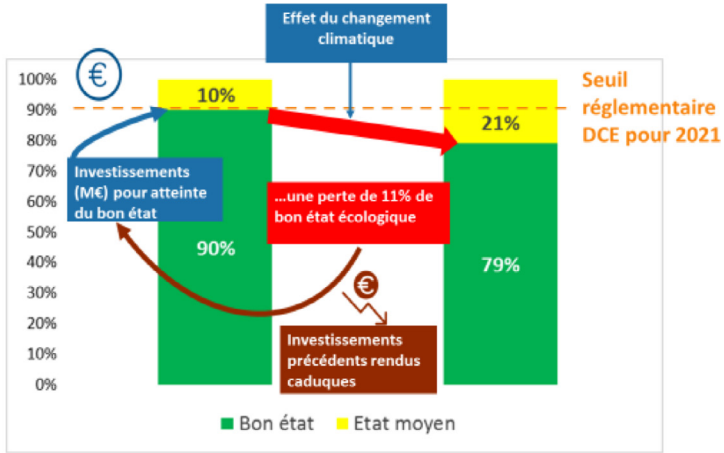 Effet du changement
climatique
€
100%
90%
80%
70%
60%
50%
40%
30%
20%
10%
0%
10%
21%
Seuil
réglementaire
DCE pour 2021
Investissements
(M€) pour atteinte
du bon état
...une perte de 11% de
bon état écologique
90%
79%
€
Investissements
précédents rendus
caduques
Bon état
Etat moyen